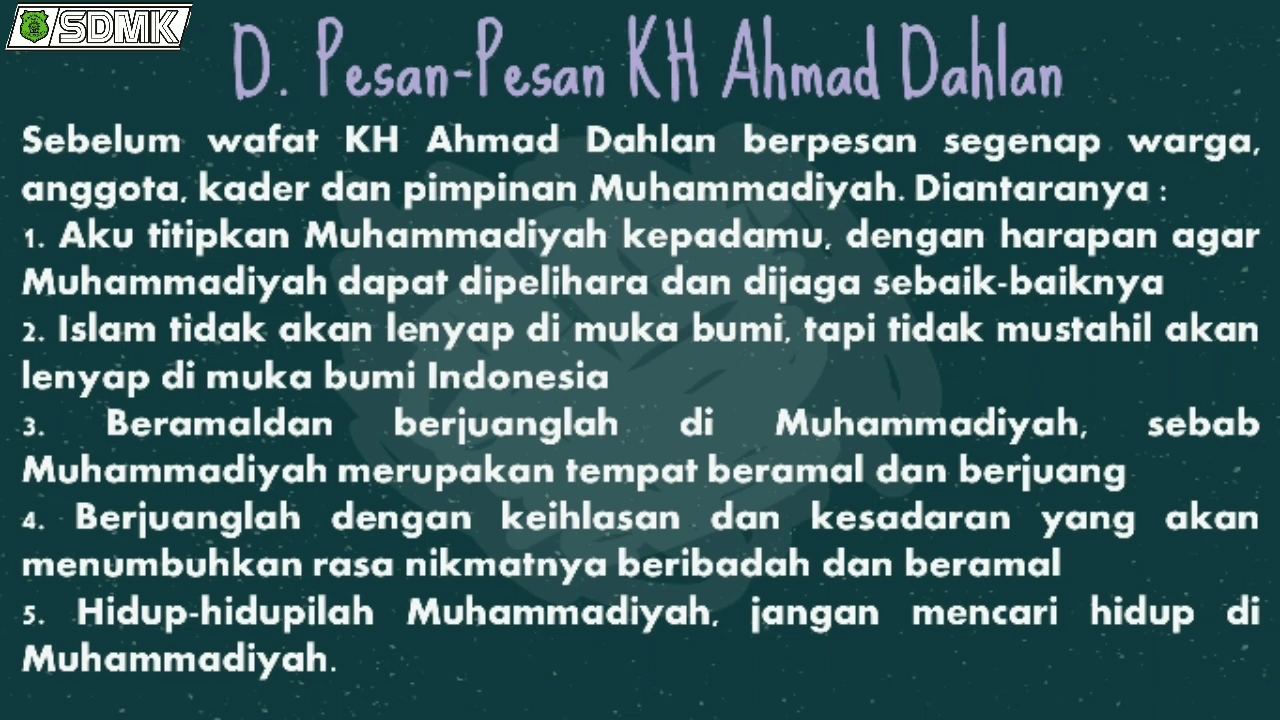 SDMK
D. Pesan-Pesan KH Ahmad Dahlan
Sebelum wafat KH Ahmad Dahlan berpesan segenap warga,
anggota, kader dan pimpinan Muhammadiyah. Diantaranya :
1. Aku titipkan Muhammadiyah kepadamu, dengan harapan agar
Muhammadiyah dapat dipelihara dan dijaga sebaik-baiknya
2. Islam tidak akan lenyap di muka bumi, tapi tidak mustahil akan
lenyap di muka bumi Indonesia
3. Beramaldan berjuanglah di Muhammadiyah, sebab
Muhammadiyah merupakan tempat beramal dan berjuang
4. Berjuanglah dengan keihlasan dan kesadaran yang akan
menumbuhkan rasa nikmatnya beribadah dan beramal
5. Hidup-hidupilah Muhammadiyah, jangan mencari hidup di
Muhammadiyah.